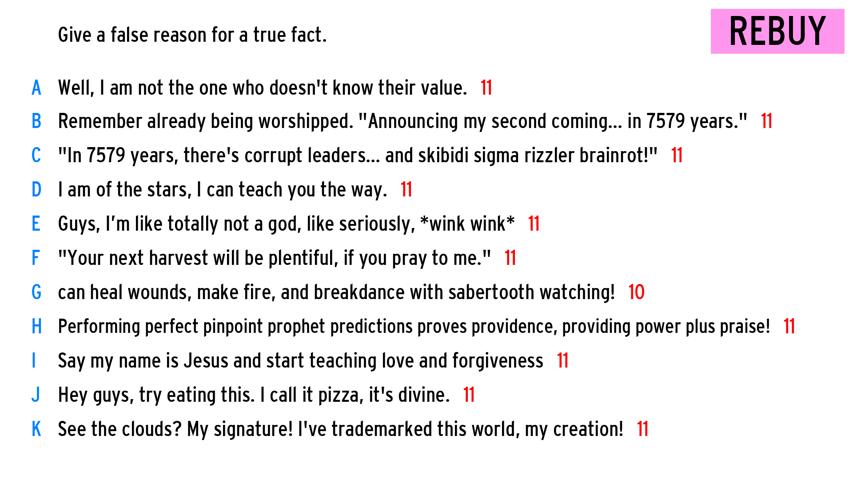 Give a false reason for a true fact.
REBUY
A Well, I am not the one who doesn't know their value. 11
B Remember already being worshipped. "Announcing my second coming... in 7579 years." 11
C "In 7579 years, there's corrupt leaders... and skibidi sigma rizzler brainrot!" 11
D I am of the stars, I can teach you the way. 11
E Guys, I’m like totally not a god, like seriously, *wink wink* 11
F "Your next harvest will be plentiful, if you pray to me." 11
G can heal wounds, make fire, and breakdance with sabertooth watching! 10
H Performing perfect pinpoint prophet predictions proves providence, providing power plus praise! 11
I Say my name is Jesus and start teaching love and forgiveness 11
J Hey guys, try eating this. I call it pizza, it's divine. 11
K See the clouds? My signature! I've trademarked this world, my creation! 11